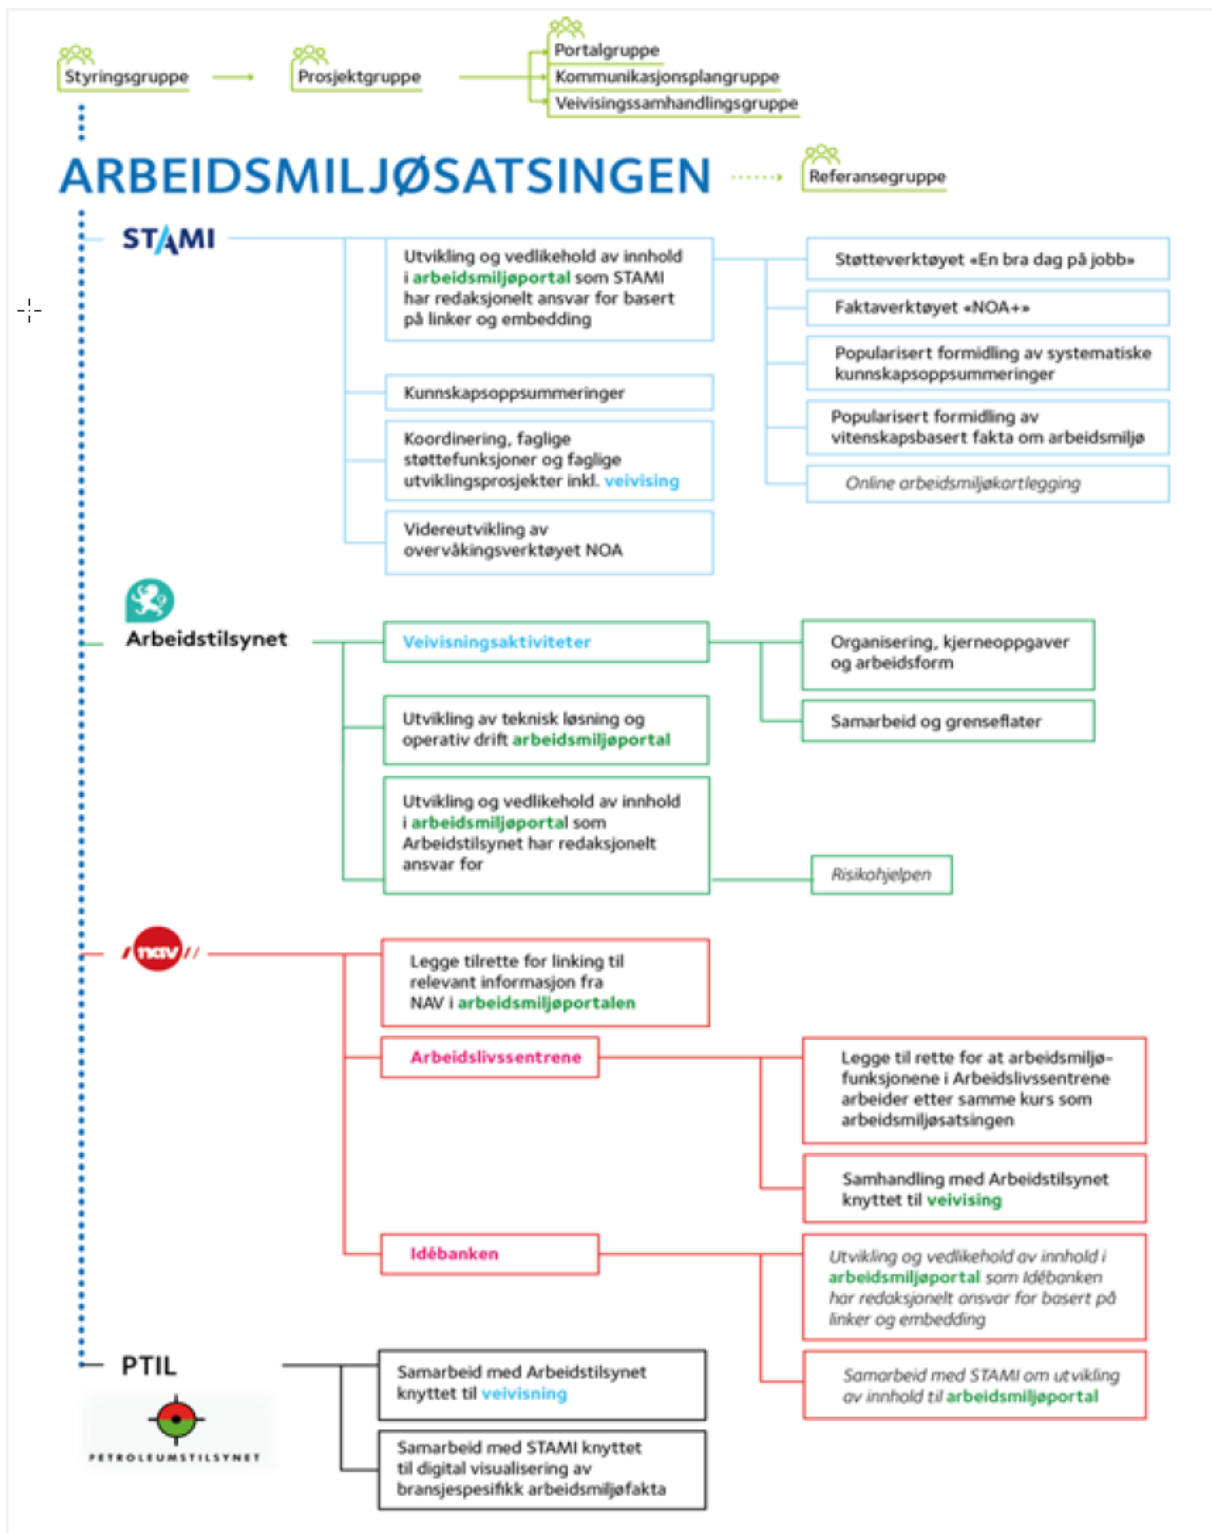 Styringsgruppe
Prosjektgruppe
Portalgruppe
Kommunikasjonsplangruppe
Veivisingssamhandlingsgruppe
ARBEIDSMILJØSATSINGEN
Referansegruppe
STAMI
Utvikling og vedlikehold av innhold
i arbeidsmiljøportal som STAMI
har redaksjonelt ansvar for basert
på linker og embedding
Kunnskapsoppsummeringer
Koordinering, faglige
støttefunksjoner og faglige
utviklingsprosjekter inkl. veivising
Videreutvikling av
overvåkingsverktøyet NOA
Støtteverktøyet «En bra dag på jobb»
Faktaverktøyet «NOA+»
Popularisert formidling av systematiske
kunnskapsoppsummeringer
Popularisert formidling av
vitenskapsbasert fakta om arbeidsmiljø
Online arbeidsmiljøkartlegging
Arbeidstilsynet
Veivisningsaktiviteter
Utvikling av teknisk løsning og
operativ drift arbeidsmiljøportal
Utvikling og vedlikehold av innhold
i arbeidsmiljøportal som
Arbeidstilsynet har redaksjonelt
ansvar for
Organisering, kjerneoppgaver
og arbeidsform
Samarbeid og grenseflater
Risikohjelpen
nav
Legge tilrette for linking til
relevant informasjon fra
NAV i arbeidsmiljøportalen
Arbeidslivssentrene
Legge til rette for at arbeidsmiljø-
funksjonene i Arbeidslivssentrene
arbeider etter samme kurs som
arbeidsmiljøsatsingen
Samhandling med Arbeidstilsynet
knyttet til veivising
Idébanken
Utvikling og vedlikehold av innhold i
arbeidsmiljøportal som Idébanken
har redaksjonelt ansvar for basert på
linker og embedding
Samarbeid med STAMI om utvikling
av innhold til arbeidsmiljøportal
PTIL
PETROLEUMSTILSYNET
Samarbeid med Arbeidstilsynet
knyttet til veivisning
Samarbeid med STAMI knyttet
til digital visualisering av
bransjespesifikk arbeidsmiljøfakta